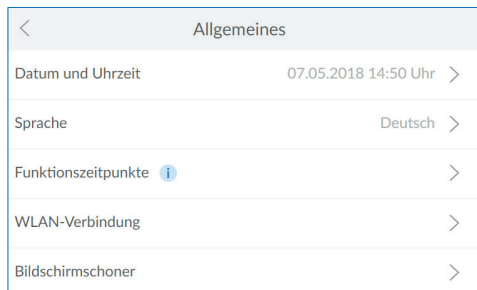 Allgemeines
Datum und Uhrzeit 07.05.2018 14:50 Uhr
Sprache Deutsch
Funktionszeitpunkte i
WLAN-Verbindung
Bildschirmschoner